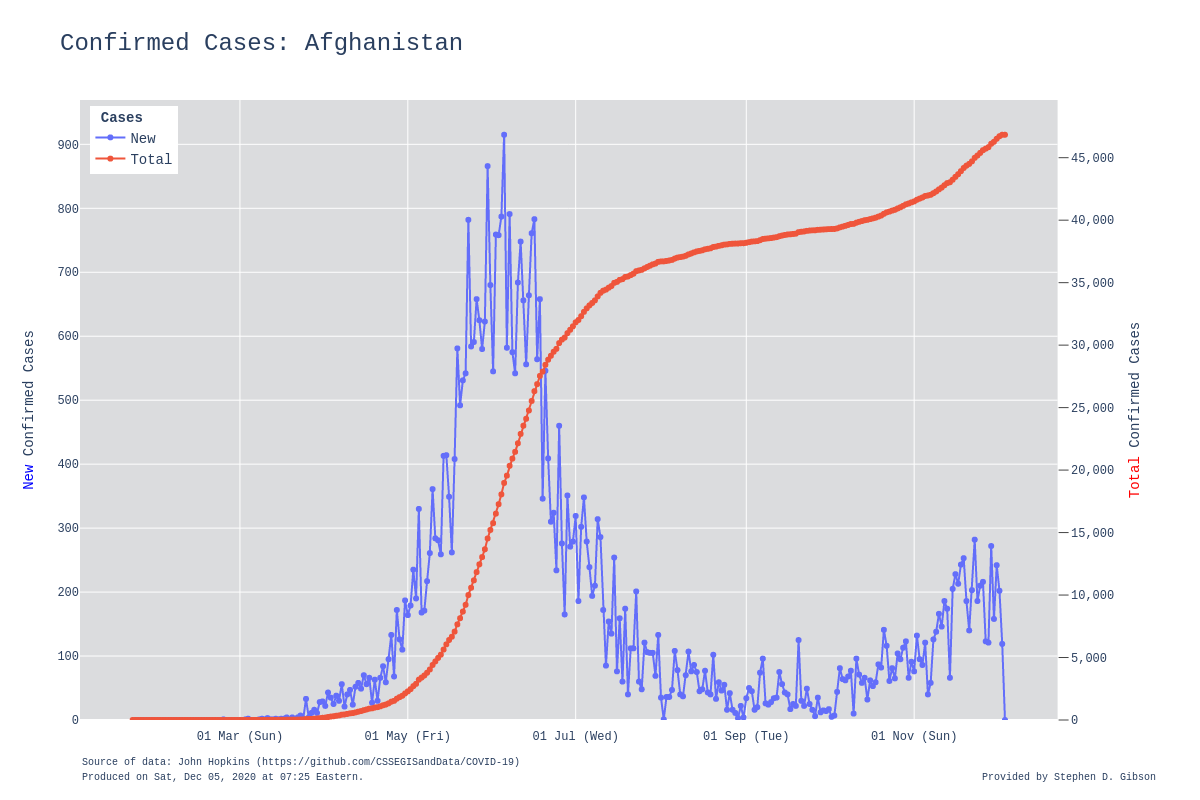 Confirmed Cases: Afghanistan
Cases
New
Total
900
800
700
600
500
400
300
200
100
0
New Confirmed Cases
45,000
40,000
35,000
30,000
25,000
20,000
15,000
10,000
5,000
0
Total Confirmed Cases
01 Mar (Sun)
01 May (Fri)
01 Jul (Wed)
01 Sep (Tue)
01 Nov (Sun)
Source of data: John Hopkins (https://github.com/CSSEGISandData/COVID-19)
Produced on Sat, Dec 05, 2020 at 07:25 Eastern.
Provided by Stephen D. Gibson